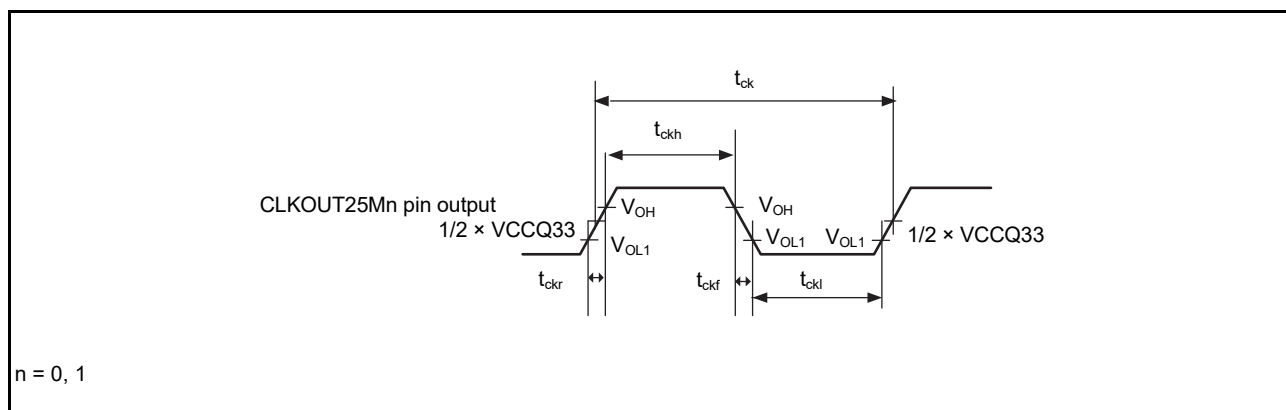 tck
tckh
CLKOUT25Mn pin output
VOH
VOH
1/2 × VCCQ33
VOL1
VOL1
VOL1
1/2 × VCCQ33
tckr
tckf
tckl
n = 0, 1